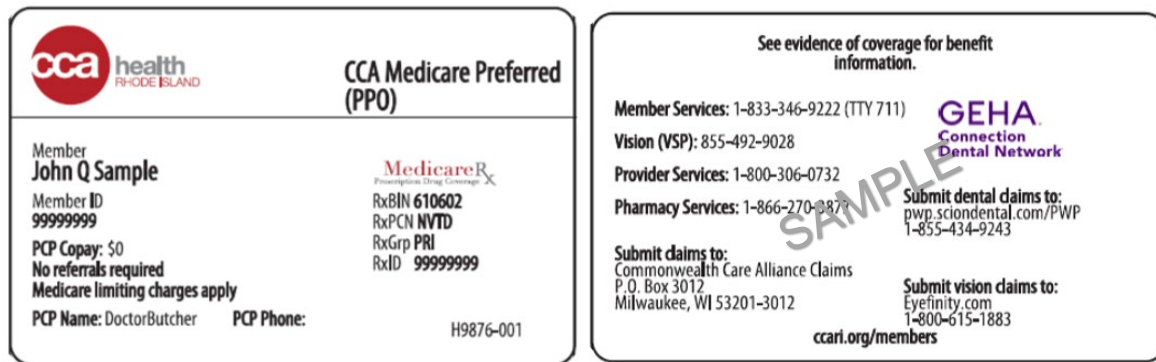 cca health
RHODE ISLAND
CCA Medicare Preferred
(PPO)
Member
John Q Sample
Member ID
99999999
PCP Copay: $0
No referrals required
Medicare limiting charges apply
PCP Name: DoctorButcher PCP Phone:
MedicareRx
Prescription Drug Coverage
RxBIN 610602
RxPCN NVTD
RxGrp PRI
RxID 99999999
H9876-001
See evidence of coverage for benefit
information.
Member Services: 1-833-346-9222 (TTY 711)
Vision (VSP): 855-492-9028
Provider Services: 1-800-306-0732
Pharmacy Services: 1-866-270-
Submit claims to:
Commonwealth Care Alliance Claims
P.O. Box 3012
Milwaukee, WI 53201-3012
GEHA
Connection
Dental Network
SAMPLE
Submit dental claims to:
pwp.sciondental.com/PWP
1-855-434-9243
Submit vision claims to:
Eyefinity.com
1-800-615-1883
ccari.org/members